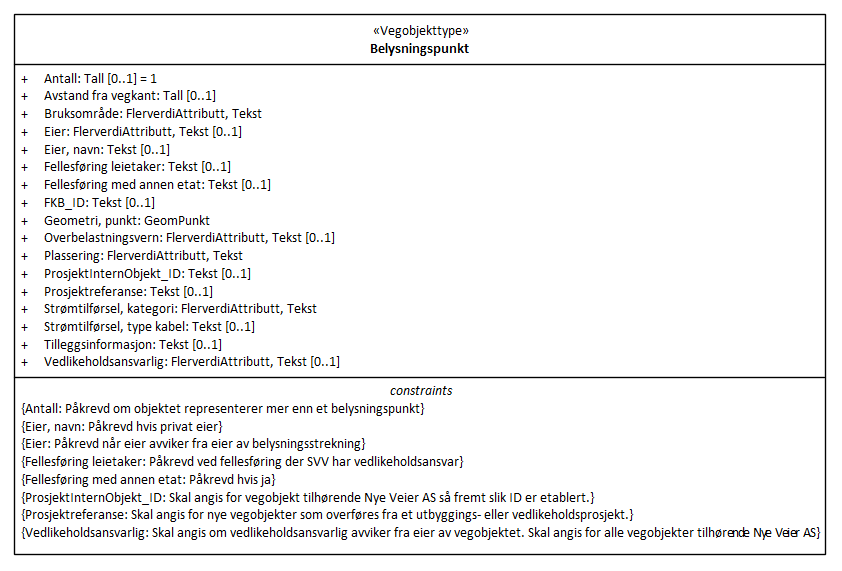 «Vegobjekttype»
Belysningspunkt
+ Antall: Tall [0..1] = 1
+ Avstand fra vegkant: Tall [0..1]
+ Bruksområde: FlerverdiAttributt, Tekst
+ Eier: FlerverdiAttributt, Tekst [0..1]
+ Eier, navn: Tekst [0..1]
+ Fellesføring leietaker: Tekst [0..1]
+ Fellesføring med annen etat: Tekst [0..1]
+ FKB_ID: Tekst [0..1]
+ Geometri, punkt: GeomPunkt
+ Overbelastningsvern: FlerverdiAttributt, Tekst [0..1]
+ Plassering: FlerverdiAttributt, Tekst
+ ProsjektInternObjekt_ID: Tekst [0..1]
+ Prosjektreferanse: Tekst [0..1]
+ Strømtilførsel, kategori: FlerverdiAttributt, Tekst
+ Strømtilførsel, type kabel: Tekst [0..1]
+ Tilleggsinformasjon: Tekst [0..1]
+ Vedlikeholdsansvarlig: FlerverdiAttributt, Tekst [0..1]
constraints
{Antall: Påkrevd om objektet representerer mer enn et belysningspunkt}
{Eier, navn: Påkrevd hvis privat eier}
{Eier: Påkrevd når eier avviker fra eier av belysningsstrekning}
{Fellesføring leietaker: Påkrevd ved fellesføring der SVV har vedlikeholdsansvar}
{Fellesføring med annen etat: Påkrevd hvis ja}
{ProsjektInternObjekt_ID: Skal angis for vegobjekt tilhørende Nye Veier AS så fremt slik ID er etablert.}
{Prosjektreferanse: Skal angis for nye vegobjekter som overføres fra et utbyggings- eller vedlikeholdsprosjekt.}
{Vedlikeholdsansvarlig: Skal angis om vedlikeholdsansvarlig avviker fra eier av vegobjektet. Skal angis for alle vegobjekter tilhørende Nye Veier AS}